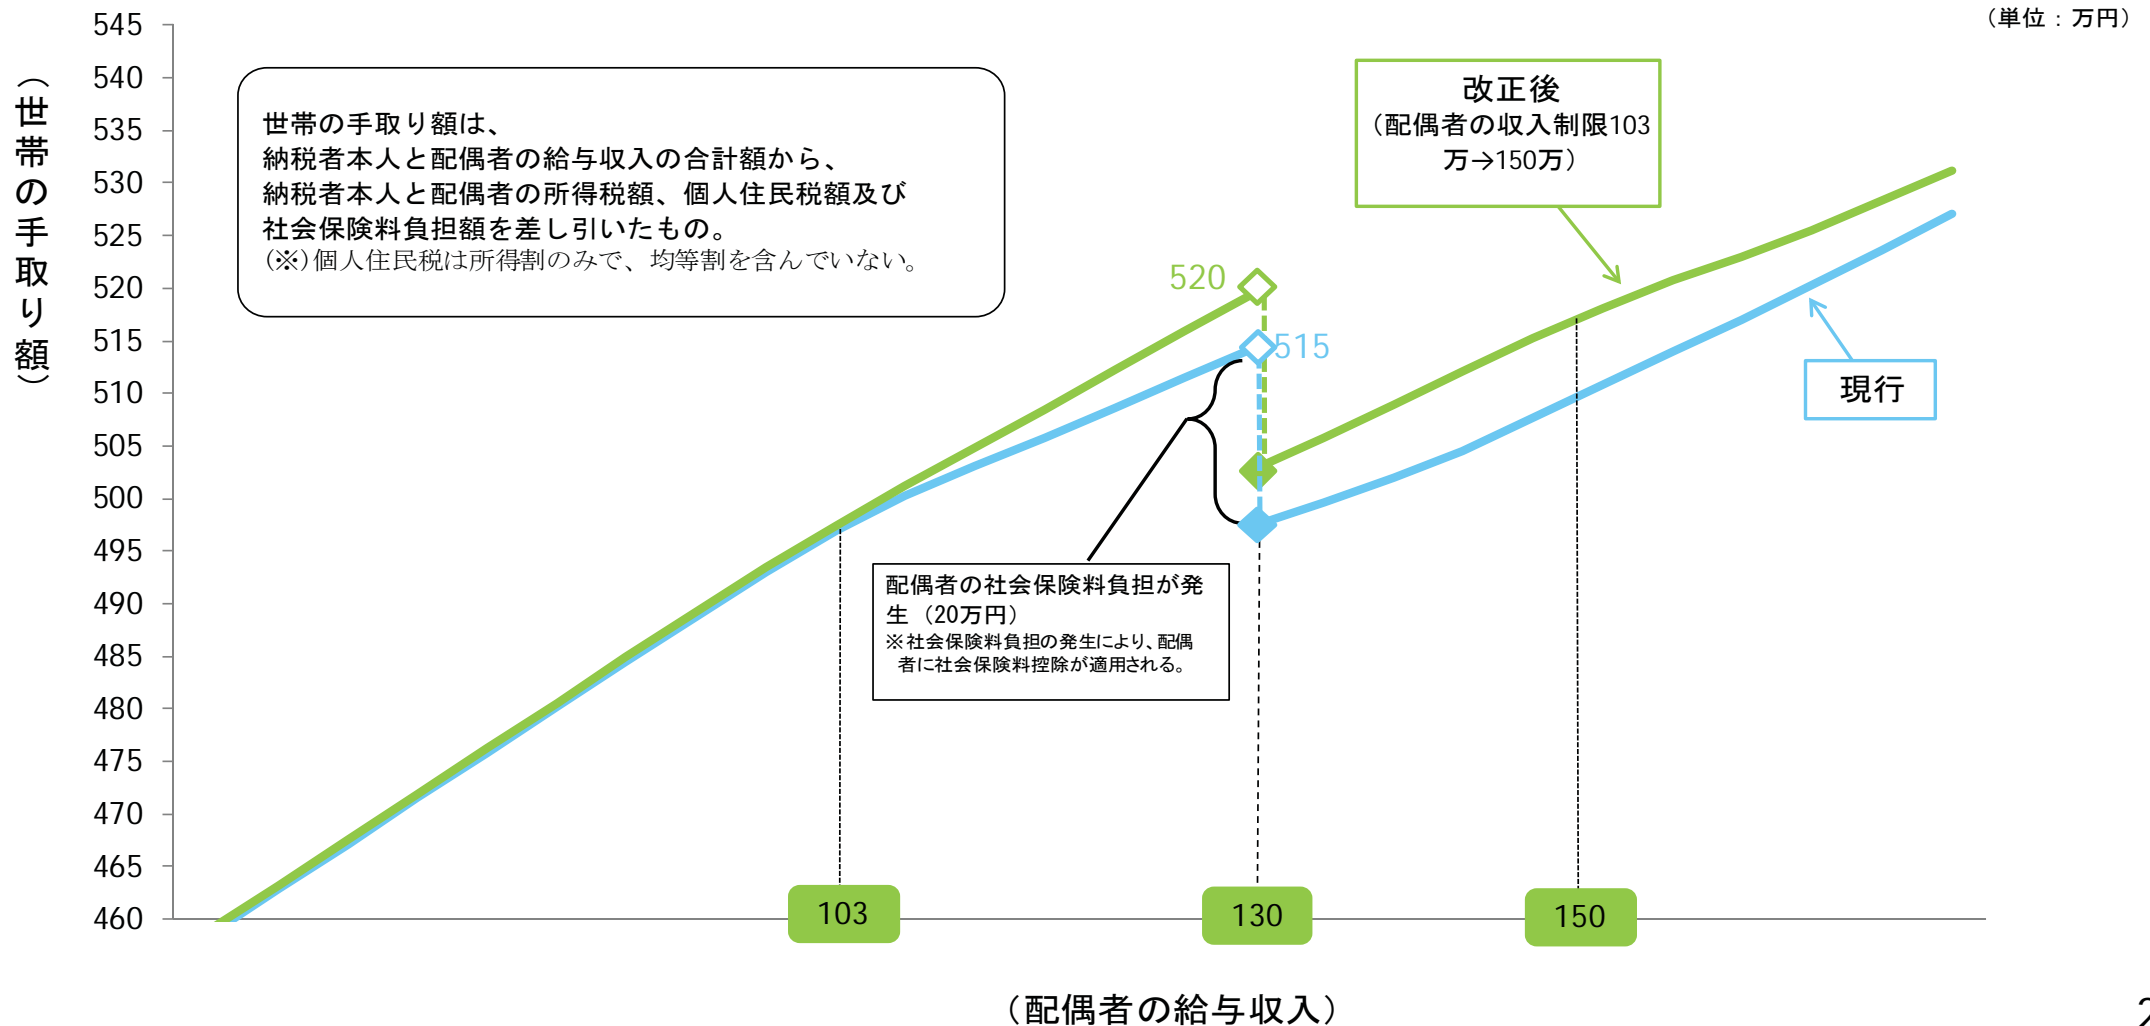 （単位：万円）
（世帯の手取り額）
545
540
535
530
525
520
515
510
505
500
495
490
485
480
475
470
465
460
世帯の手取り額は、
納税者本人と配偶者の給与収入の合計額から、
納税者本人と配偶者の所得税額、個人住民税額及び
社会保険料負担額を差し引いたもの。
(※)個人住民税は所得割のみで、均等割を含んでいない。
改正後
（配偶者の収入制限103
万→150万）
520
515
現行
配偶者の社会保険料負担が発
生（20万円）
※社会保険料負担の発生により、配偶
者に社会保険料控除が適用される。
103
130
150
（配偶者の給与収入）
2